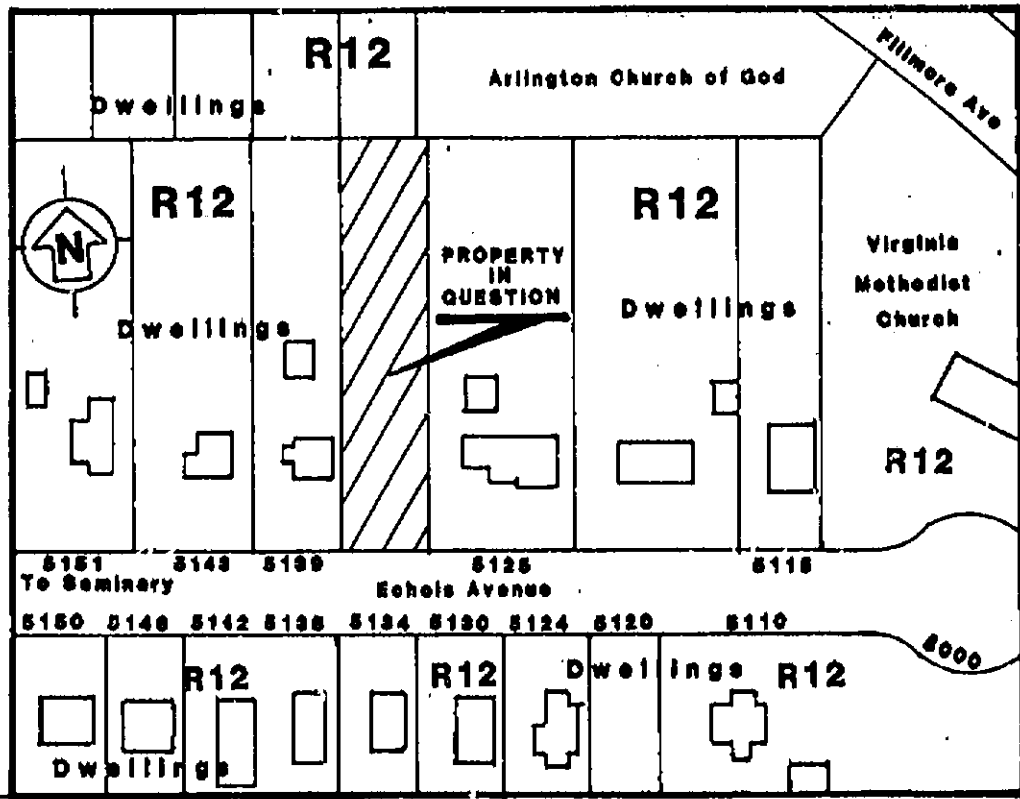 R12
Arlington Church of God
Fillmore Ave
Dwellings
R12
R12
N
PROPERTY
IN
QUESTION
Virginia
Methodist
Church
Dwellings
Dwellings
R12
5151 5143 5139 5125 5115
To Seminary
Echols Avenue
5150 5146 5142 5136 5134 5130 5124 5120 5110
5000
R12
R12
Dwellings
R12
Dwellings